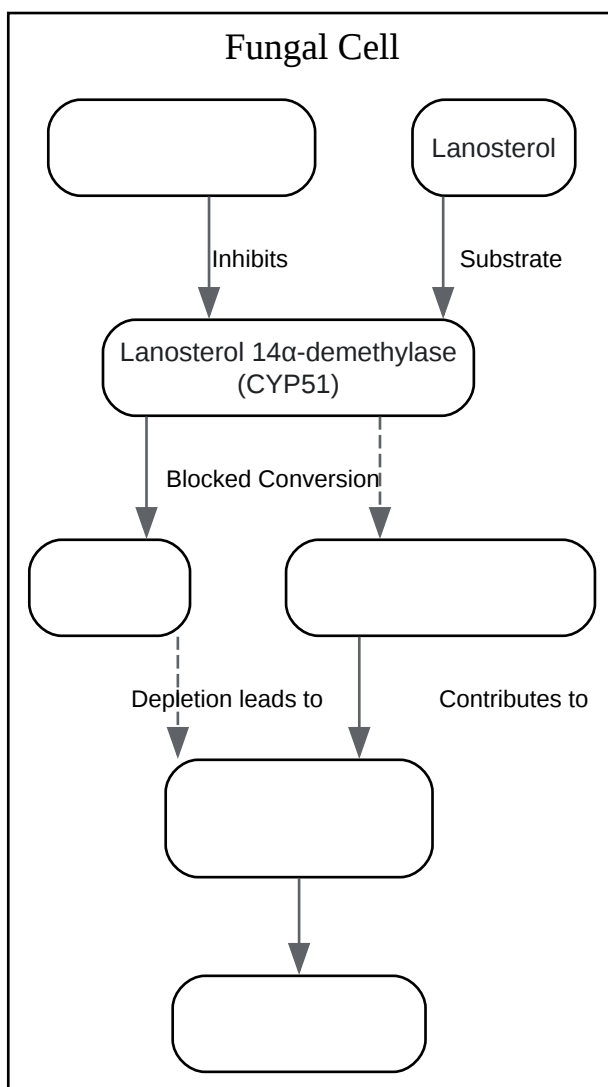 Fungal Cell
Lanosterol
Inhibits
Substrate
Lanosterol 14α-demethylase
(CYP51)
Blocked Conversion
Depletion leads to
Contributes to